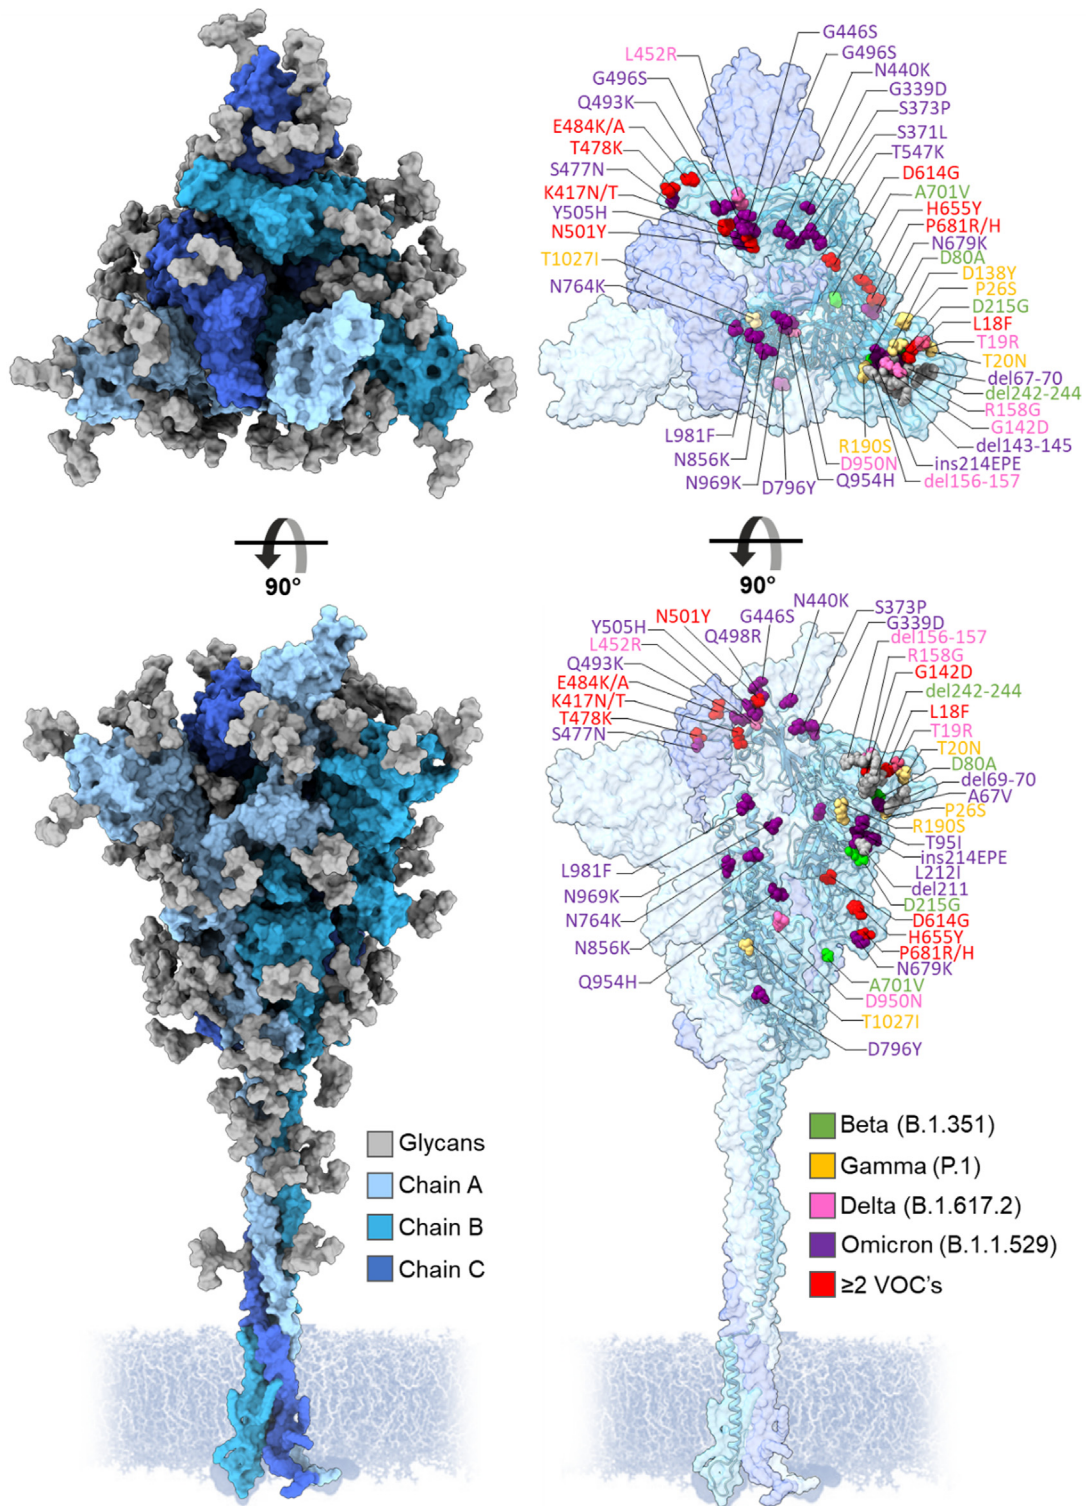 G446S
L452R
G496S
G496S
N440K
Q493K
G339D
S373P
E484K/A
S371L
T478K
T547K
S477N
D614G
K417N/T
A701V
Y505H
H655Y
N501Y
P681R/H
N679K
T1027I
D80A
D138Y
N764K
P26S
D215G
L18F
T19R
T20N
del67-70
del242-244
R158G
G142D
L981F
R190S
del143-145
N856K
D950N
ins214EPE
N969K
D796Y
Q954H
del156-157
90°
90°
N440K
N501Y
G446S
S373P
Y505H
Q498R
G339D
L452R
del156-157
Q493K
R158G
E484K/A
G142D
K417N/T
del242-244
T478K
L18F
S477N
T19R
T20N
D80A
del69-70
A67V
P26S
R190S
T95I
L981F
ins214EPE
L212I
N969K
del211
D215G
N764K
D614G
H655Y
N856K
P681R/H
N679K
Q954H
A701V
D950N
T1027I
D796Y
Glycans
Chain A
Chain B
Chain C
Beta (B.1.351)
Gamma (P.1)
Delta (B.1.617.2)
Omicron (B.1.1.529)
≥2 VOC's